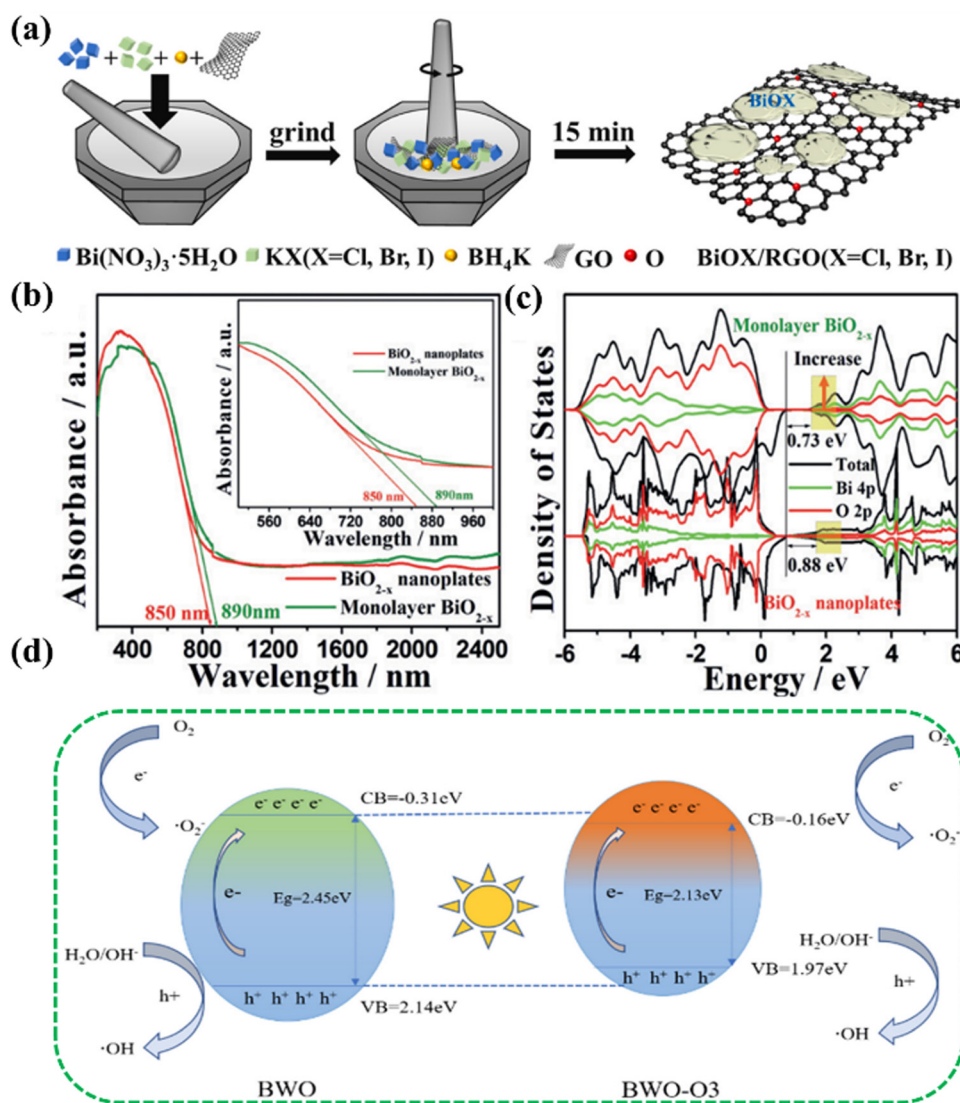 (a)
+ + +
grind
15 min
BiOX
Bi(NO₃)₃·5H₂O KX(X=Cl, Br, I) BH₄K GO O BiOX/RGO(X=Cl, Br, I)
(b)
Absorbance / a.u.
Absorbance / a.u.
BiO₂₋ₓ nanoplates
Monolayer BiO₂₋ₓ
850 nm
890nm
560 640 720 800 880 960
Wavelength / nm
BiO₂₋ₓ nanoplates
Monolayer BiO₂₋ₓ
850 nm
890nm
400 800 1200 1600 2000 2400
Wavelength / nm
(c)
Density of States
Monolayer BiO₂₋ₓ
Increase
0.73 eV
Total
Bi 4p
O 2p
0.88 eV
BiO₂₋ₓ nanoplates
-6 -4 -2 0 2 4 6
Energy / eV
(d)
O₂
e⁻
·O₂⁻
H₂O/OH⁻
h+
·OH
e⁻ e⁻ e⁻ e⁻
CB=-0.31eV
e-
Eg=2.45eV
h⁺ h⁺ h⁺ h⁺
VB=2.14eV
BWO
e⁻ e⁻ e⁻ e⁻
CB=-0.16eV
e-
Eg=2.13eV
h⁺ h⁺ h⁺ h⁺
VB=1.97eV
BWO-O3
O₂
e⁻
·O₂⁻
H₂O/OH⁻
h+
·OH